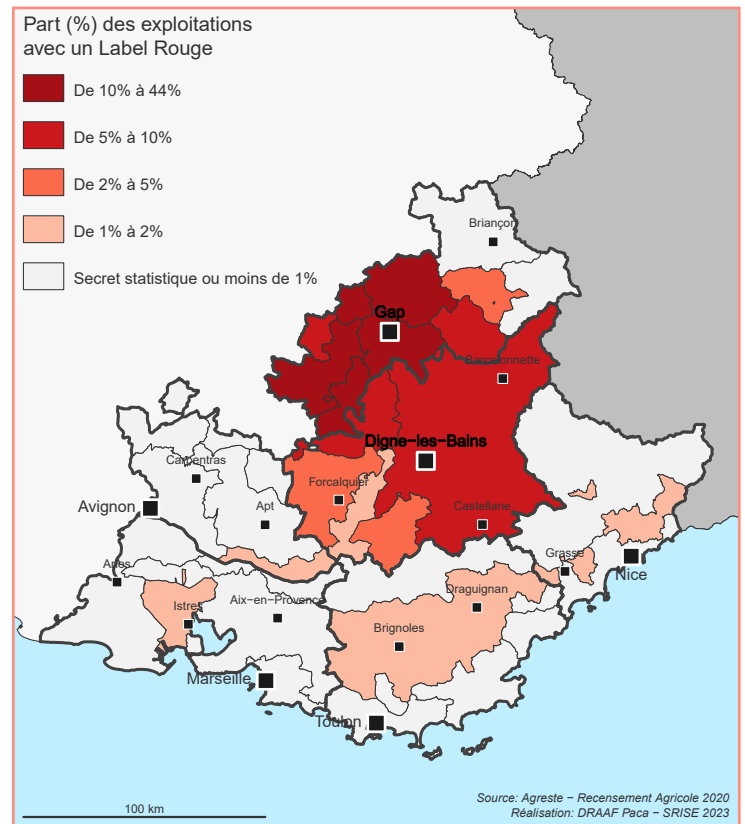 Part (%) des exploitations
avec un Label Rouge
De 10% à 44%
De 5% à 10%
De 2% à 5%
De 1% à 2%
Secret statistique ou moins de 1%
Briançon
Gap
Barcelonnette
Digne−les−Bains
Carpentras
Forcalquier
Avignon
Apt
Castellane
Arles
Grasse
Nice
Istres
Aix−en−Provence
Draguignan
Brignoles
Marseille
Toulon
100 km
Source: Agreste − Recensement Agricole 2020
Réalisation: DRAAF Paca − SRISE 2023